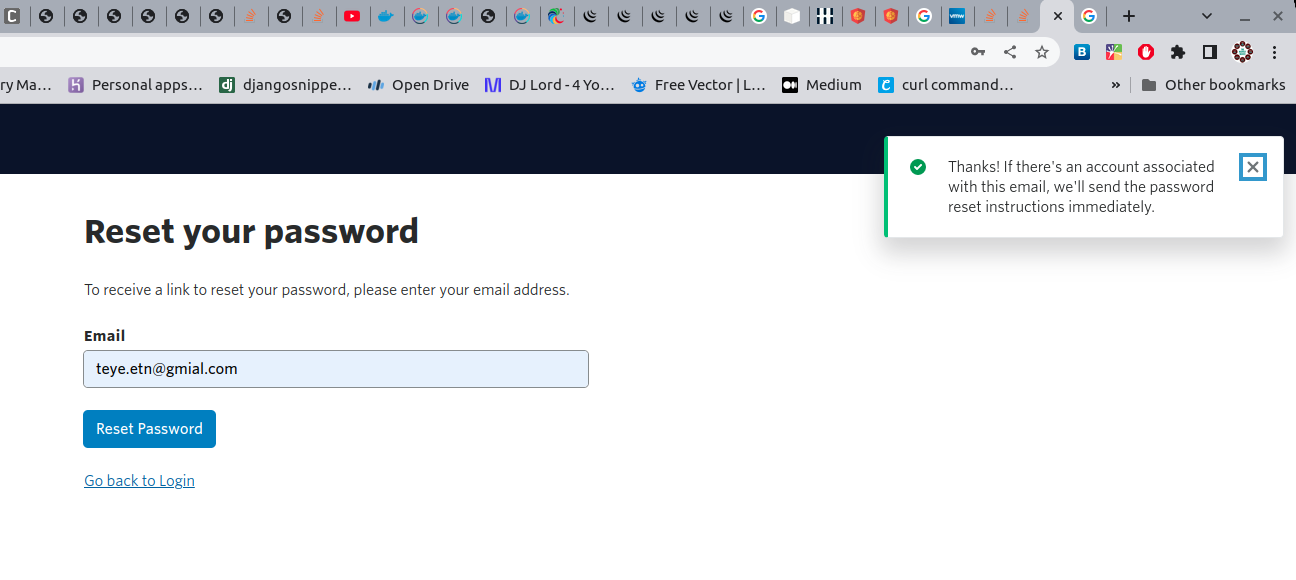 C
vmw
B
ry Ma...
Personal apps...
dj djangosnippe...
Open Drive
DJ Lord - 4 Yo...
Free Vector | L...
Medium
C curl command...
»
Other bookmarks
Thanks! If there's an account associated
with this email, we'll send the password
reset instructions immediately.
Reset your password
To receive a link to reset your password, please enter your email address.
Email
teye.etn@gmial.com
Reset Password
Go back to Login